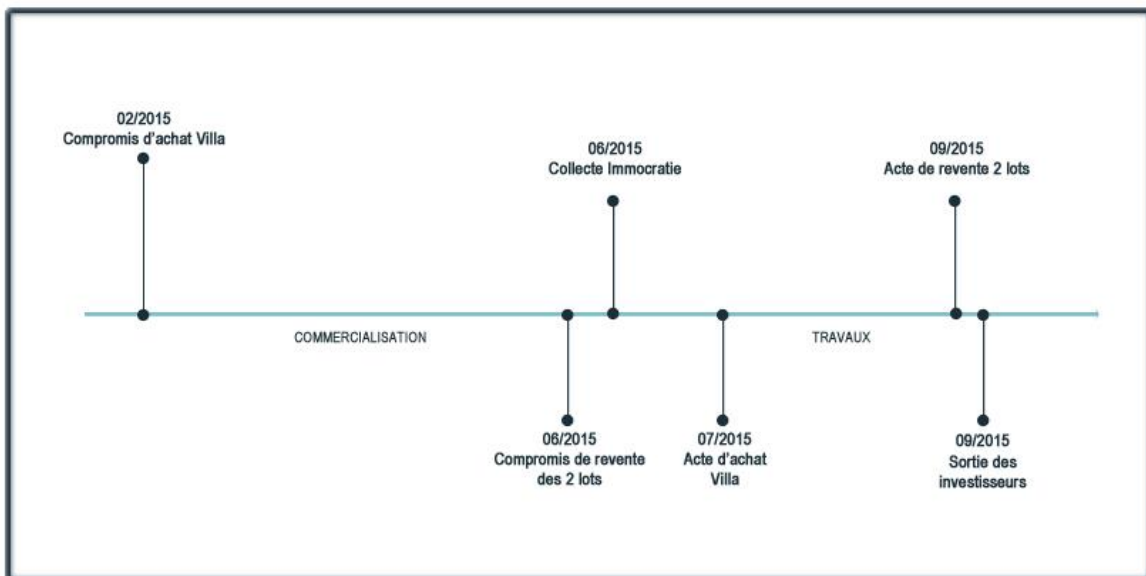 02/2015
Compromis d'achat Villa
06/2015
Collecte Immocratie
09/2015
Acte de revente 2 lots
COMMERCIALISATION
TRAVAUX
06/2015
Compromis de revente
des 2 lots
07/2015
Acte d'achat
Villa
09/2015
Sortie des
investisseurs